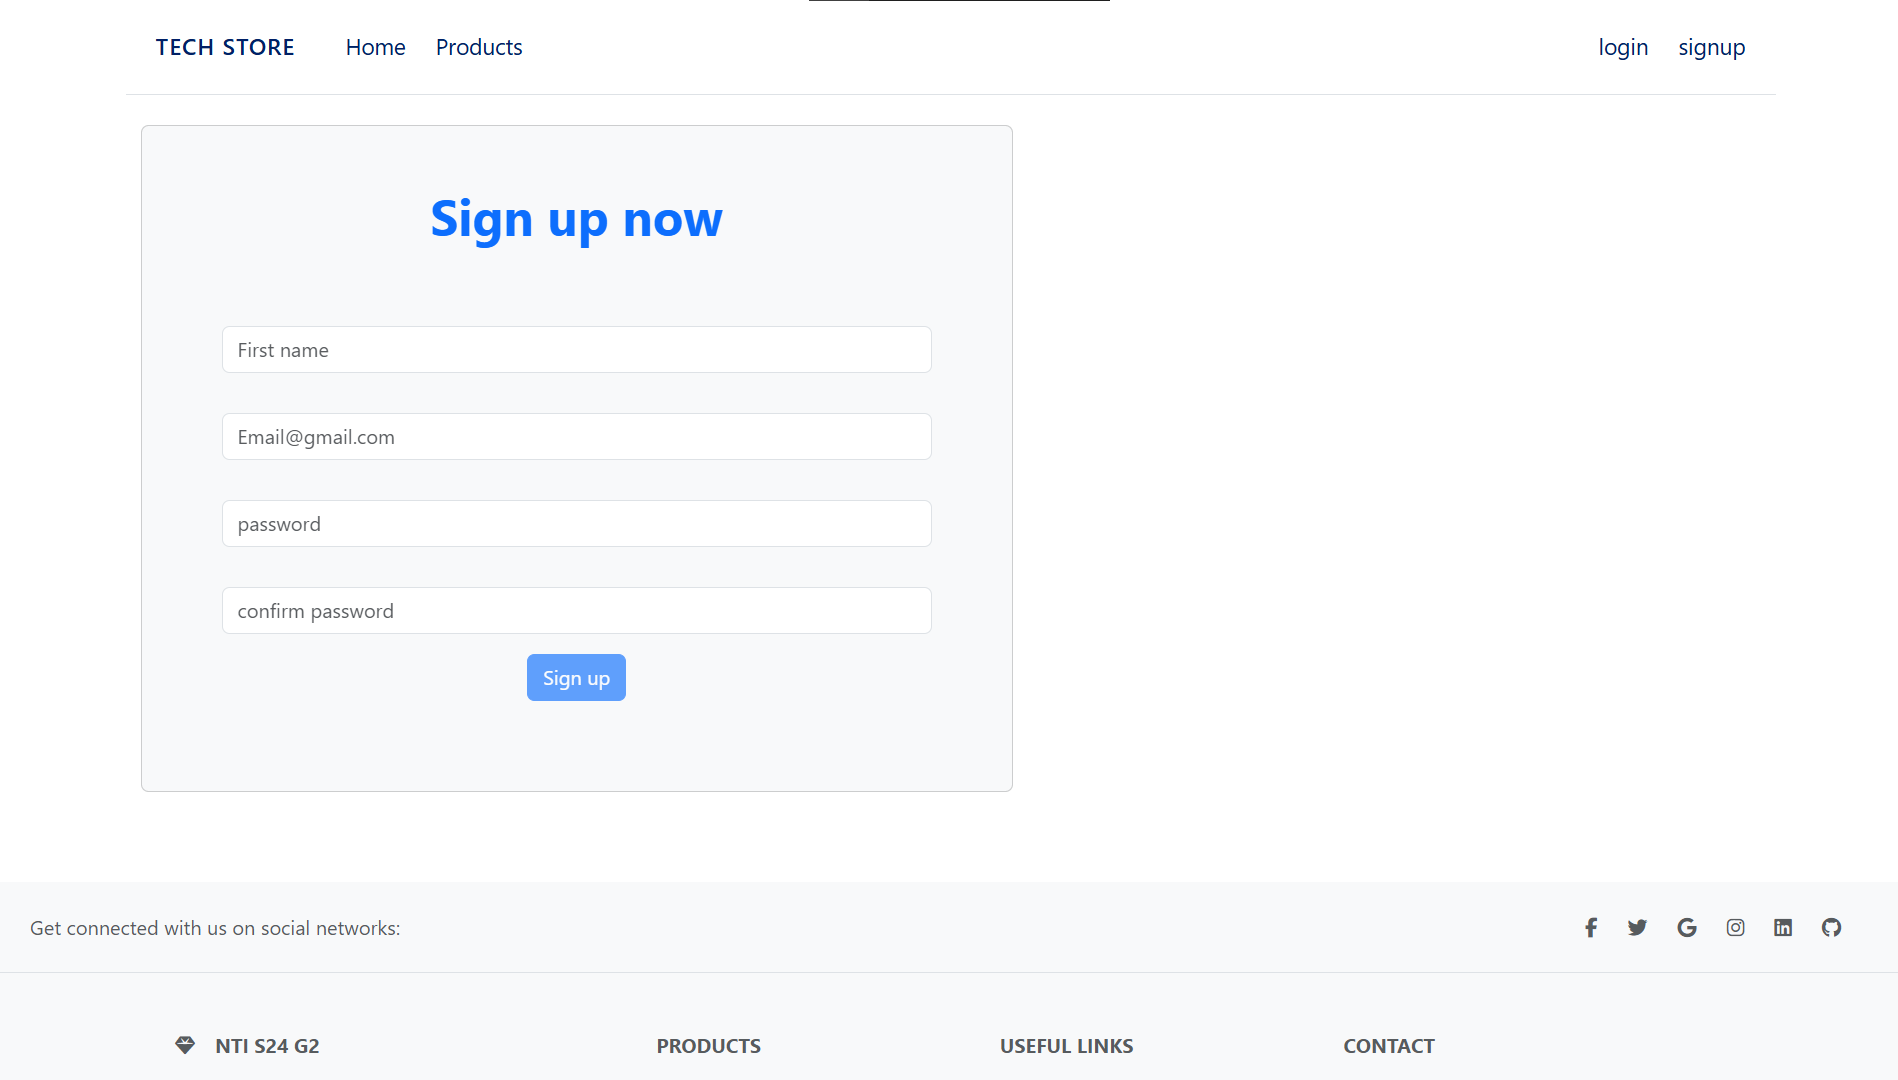 TECH STORE Home Products login signup
Sign up now
First name
Email@gmail.com
password
confirm password
Sign up
Get connected with us on social networks:
NTI S24 G2 PRODUCTS USEFUL LINKS CONTACT